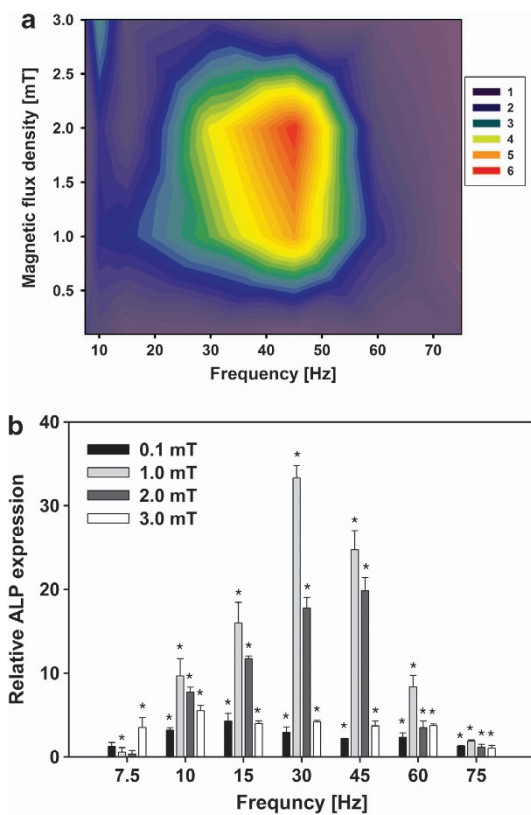 a
Magnetic flux density [mT]
3.0
2.5
2.0
1.5
1.0
0.5
10 20 30 40 50 60 70
Frequency [Hz]
1
2
3
4
5
6
b
Relative ALP expression
40
30
20
10
0
0.1 mT
1.0 mT
2.0 mT
3.0 mT
* * * * * * * * * * * * * * * * * * * * * * * * * *
7.5 10 15 30 45 60 75
Frequncy [Hz]